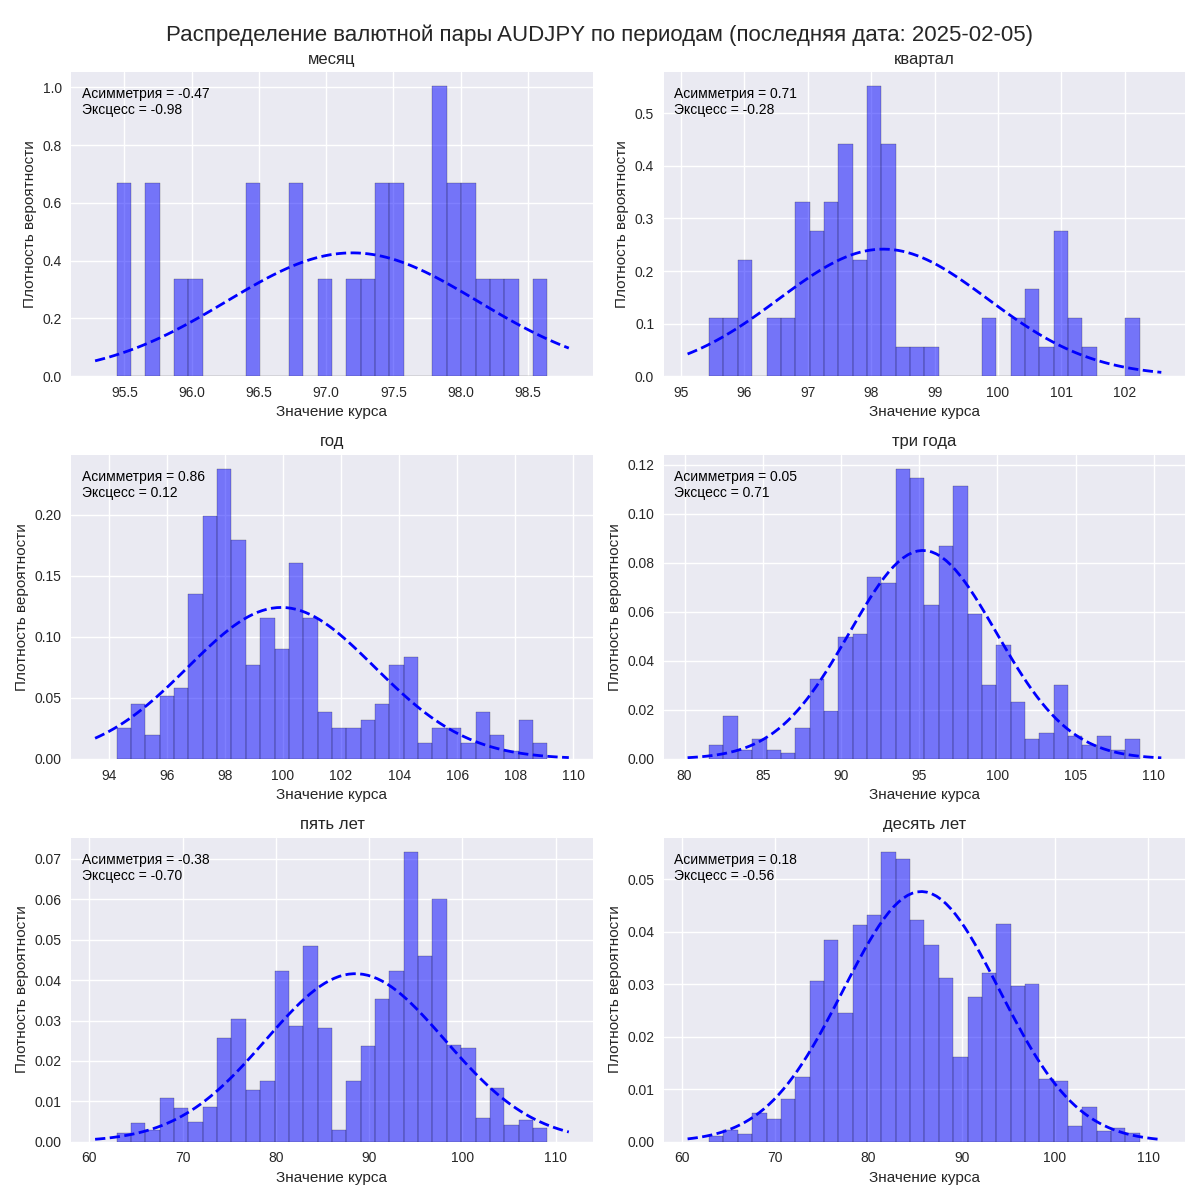 Распределение валютной пары AUDJPY по периодам (последняя дата: 2025-02-05)
месяц
Асимметрия = -0.47
Эксцесс = -0.98
Плотность вероятности
1.0
0.8
0.6
0.4
0.2
0.0
95.5 96.0 96.5 97.0 97.5 98.0 98.5
Значение курса
квартал
Асимметрия = 0.71
Эксцесс = -0.28
Плотность вероятности
0.5
0.4
0.3
0.2
0.1
0.0
95 96 97 98 99 100 101 102
Значение курса
год
Асимметрия = 0.86
Эксцесс = 0.12
Плотность вероятности
0.20
0.15
0.10
0.05
0.00
94 96 98 100 102 104 106 108 110
Значение курса
три года
Асимметрия = 0.05
Эксцесс = 0.71
Плотность вероятности
0.12
0.10
0.08
0.06
0.04
0.02
0.00
80 85 90 95 100 105 110
Значение курса
пять лет
Асимметрия = -0.38
Эксцесс = -0.70
Плотность вероятности
0.07
0.06
0.05
0.04
0.03
0.02
0.01
0.00
60 70 80 90 100 110
Значение курса
десять лет
Асимметрия = 0.18
Эксцесс = -0.56
Плотность вероятности
0.05
0.04
0.03
0.02
0.01
0.00
60 70 80 90 100 110
Значение курса